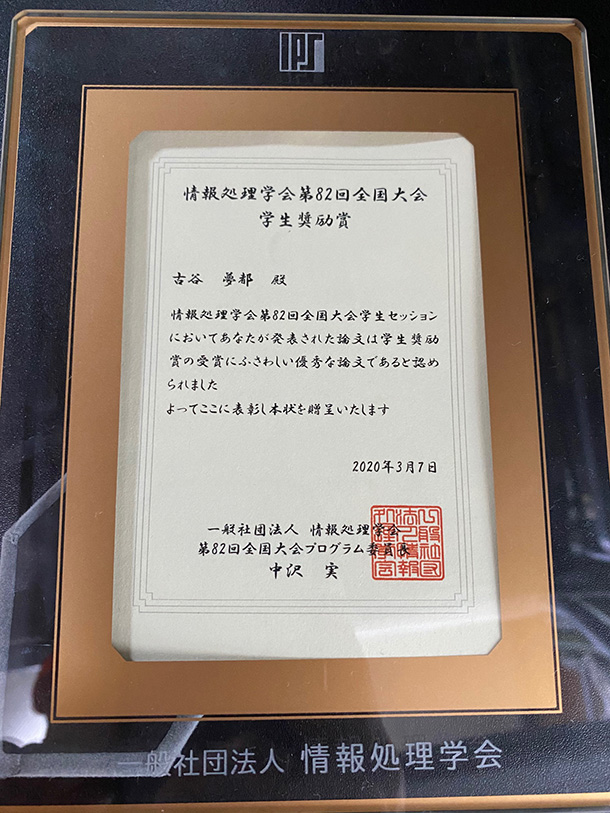 IPSJ
情報処理学会第82回全国大会
学生奨励賞
古谷 夢都 殿
情報処理学会第82回全国大会学生セッション
においてあなたが発表された論文は学生奨励
賞の受賞にふさわしい優秀な論文であると認め
られました
よってここに表彰し本状を贈呈いたします
2020年3月7日
一般社団法人 情報処理学会
第82回全国大会プログラム委員長
中沢 実
一般社団法人 情報処理学会